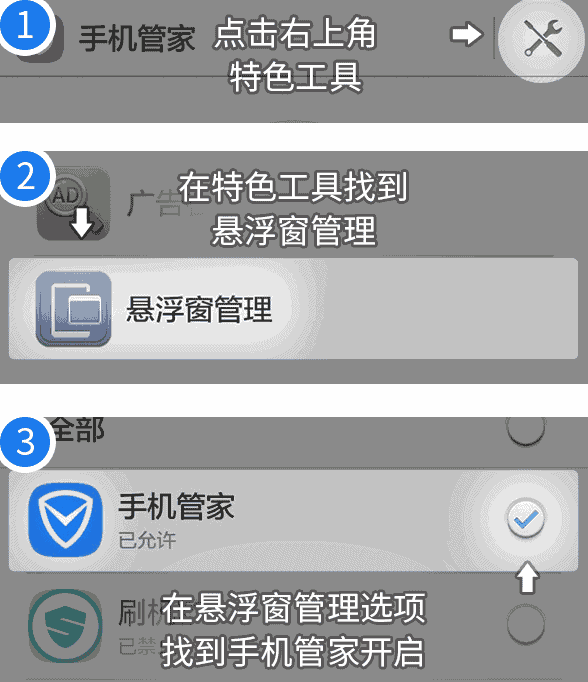 1
手机管家
点击右上角
特色工具
2
AD
广告
在特色工具找到
悬浮窗管理
悬浮窗管理
3
全部
手机管家
已允许
刷机
已禁
在悬浮窗管理选项
找到手机管家开启